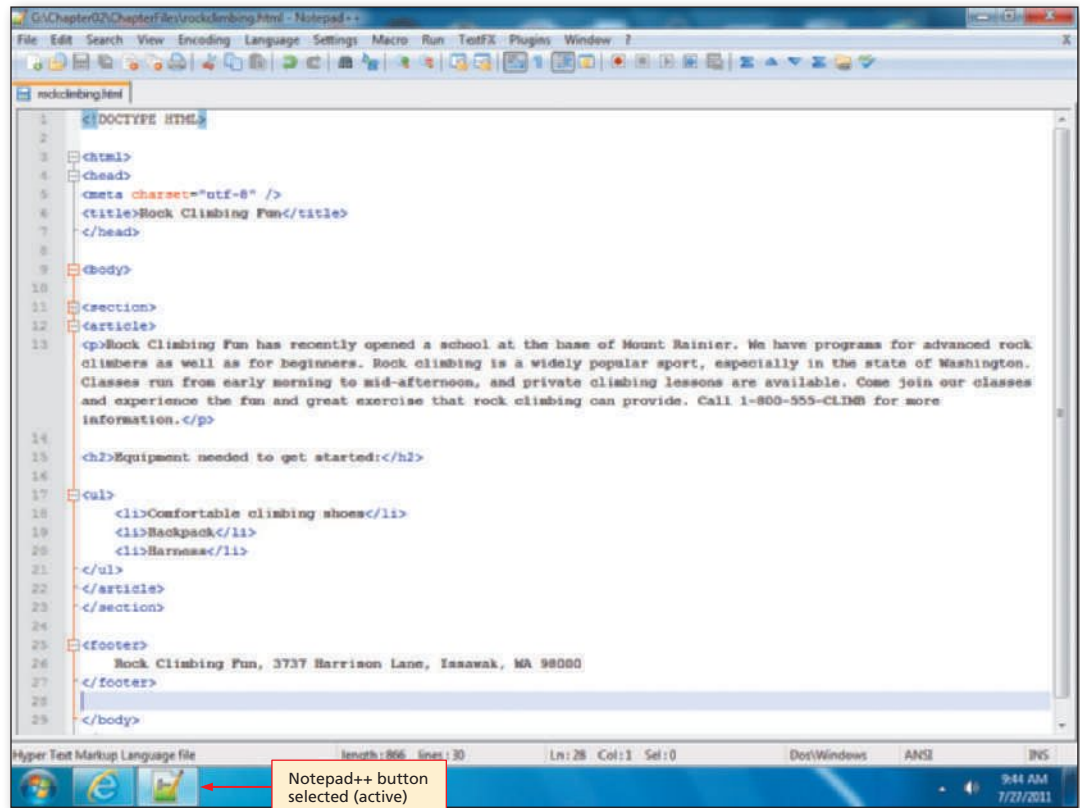 G:\Chapter02\ChapterFiles\rockclimbing.html - Notepad++
File Edit Search View Encoding Language Settings Macro Run TextFX Plugins Window ? X
rockclimbing.html
1 <!DOCTYPE HTML>
2
3 <html>
4 <head>
5 <meta charset="utf-8" />
6 <title>Rock Climbing Fun</title>
7 </head>
8
9 <body>
10
11 <section>
12 <article>
13 <p>Rock Climbing Fun has recently opened a school at the base of Mount Rainier. We have programs for advanced rock
climbers as well as for beginners. Rock climbing is a widely popular sport, especially in the state of Washington.
Classes run from early morning to mid-afternoon, and private climbing lessons are available. Come join our classes
and experience the fun and great exercise that rock climbing can provide. Call 1-800-555-CLIMB for more
information.</p>
14
15 <h2>Equipment needed to get started:</h2>
16
17 <ul>
18 <li>Comfortable climbing shoes</li>
19 <li>Backpack</li>
20 <li>Harness</li>
21 </ul>
22 </article>
23 </section>
24
25 <footer>
26 Rock Climbing Fun, 3737 Harrison Lane, Issawak, WA 98000
27 </footer>
28
29 </body>
Hyper Text Markup Language file length : 866 lines : 30 Ln : 28 Col : 1 Sel : 0 Dos\Windows ANSI INS
Notepad++ button
selected (active)
9:44 AM
7/27/2011